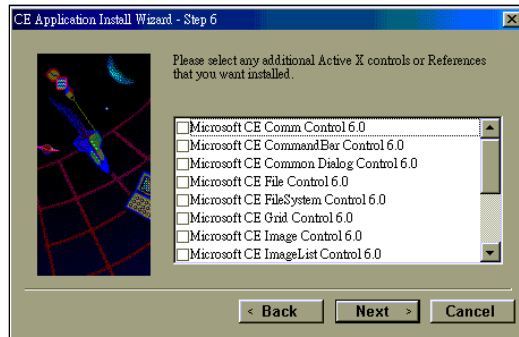 CE Application Install Wizard - Step 6
Please select any additional Active X controls or References
that you want installed.
Microsoft CE Comm Control 6.0
Microsoft CE CommandBar Control 6.0
Microsoft CE Common Dialog Control 6.0
Microsoft CE File Control 6.0
Microsoft CE FileSystem Control 6.0
Microsoft CE Grid Control 6.0
Microsoft CE Image Control 6.0
Microsoft CE ImageList Control 6.0
< Back Next > Cancel